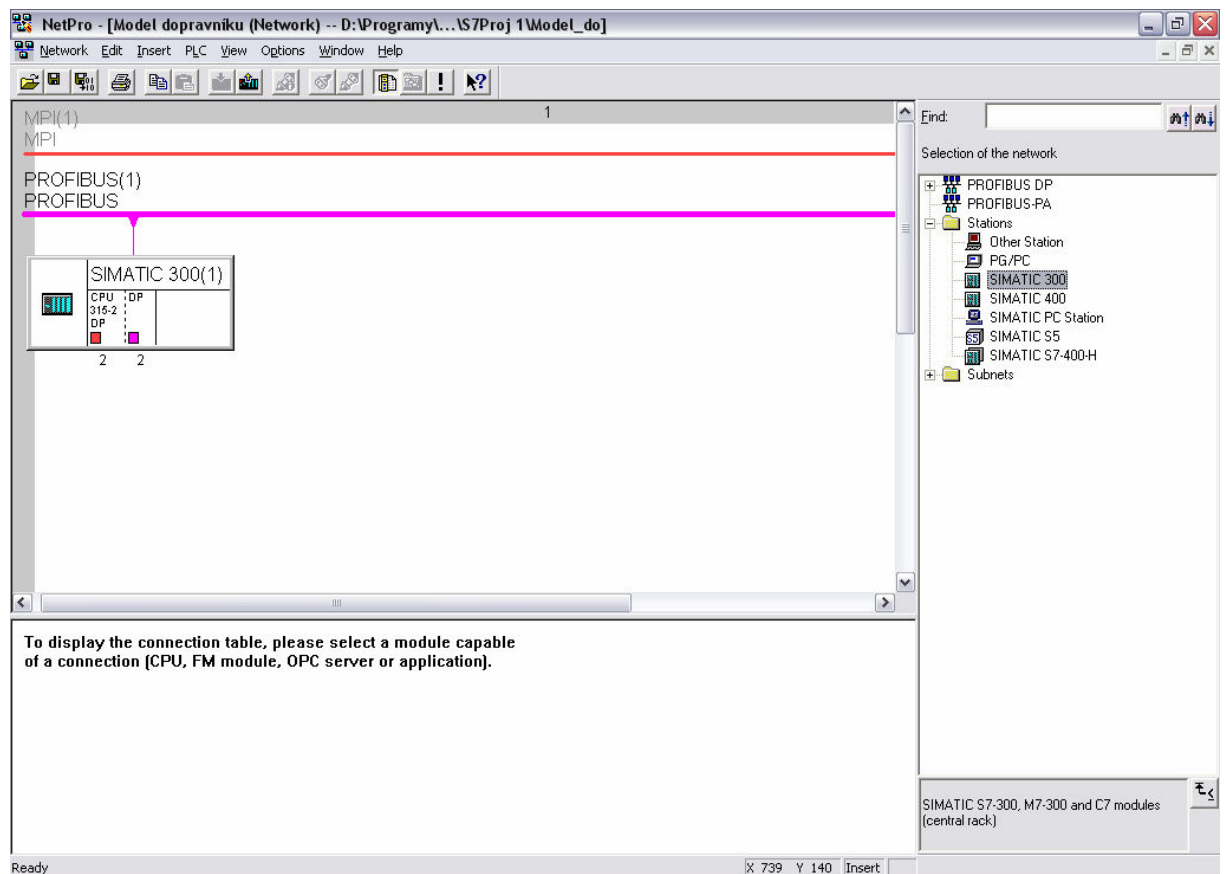 NetPro - [Model dopravníku (Network) -- D:\Programy\...\S7Proj 1\Model_do]
Network Edit Insert PLC View Options Window Help
1
MPI(1)
MPI
PROFIBUS(1)
PROFIBUS
SIMATIC 300(1)
CPU DP
315-2
DP
2 2
To display the connection table, please select a module capable
of a connection (CPU, FM module, OPC server or application).
Find:
Selection of the network
PROFIBUS DP
PROFIBUS-PA
Stations
Other Station
PG/PC
SIMATIC 300
SIMATIC 400
SIMATIC PC Station
SIMATIC S5
SIMATIC S7-400-H
Subnets
SIMATIC S7-300, M7-300 and C7 modules
(central rack)
Ready X 739 Y 140 Insert